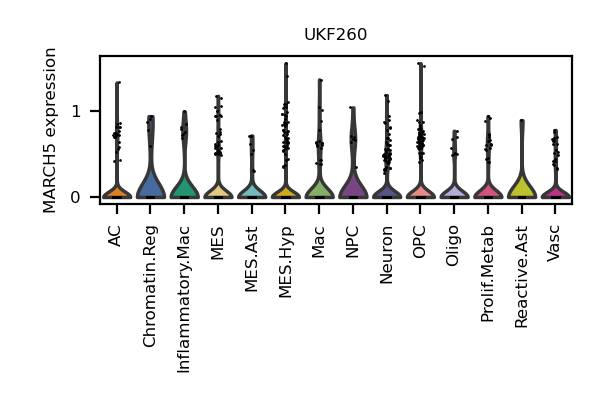 UKF260
MARCH5 expression
1
0
AC
Chromatin.Reg
Inflammatory.Mac
MES
MES.Ast
MES.Hyp
Mac
NPC
Neuron
OPC
Oligo
Prolif.Metab
Reactive.Ast
Vasc